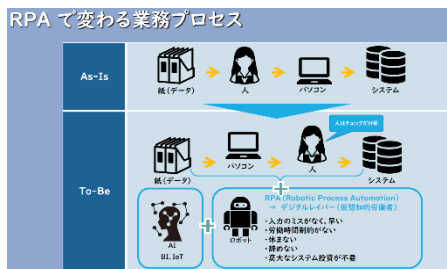 RPA で変わる業務プロセス
As-Is
紙(データ)
人
パソコン
システム
To-Be
紙(データ)
パソコン
人
人はチェックだけ等
システム
AI
BI, IoT
ロボット
RPA (Robotic Process Automation)
→ デジタルレイバー(仮想知的労働者)
・入力のミスがなく、早い
・労働時間制約がない
・休まない
・辞めない
・莫大なシステム投資が不要